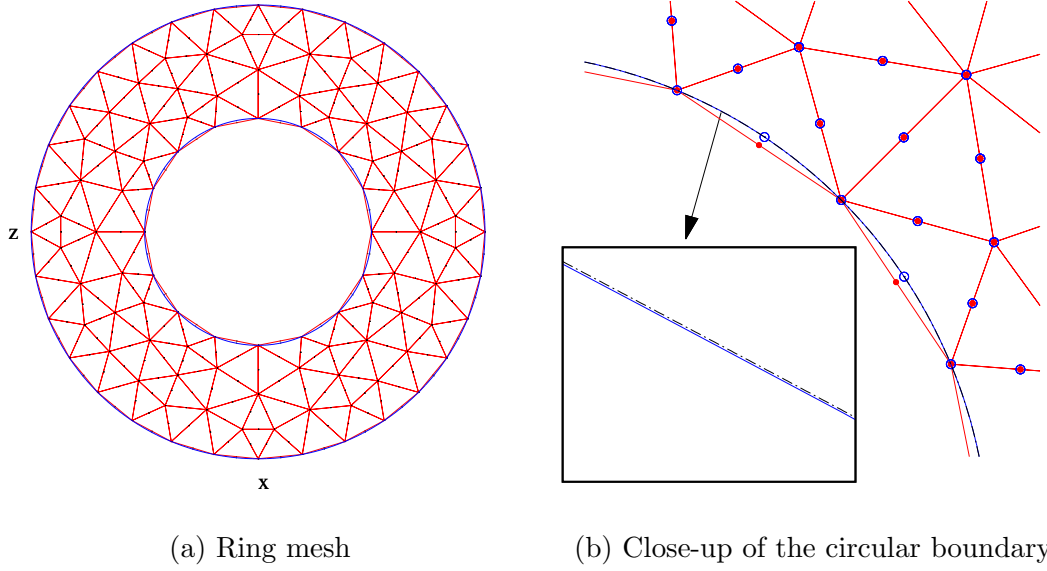 z
x
(a) Ring mesh
(b) Close-up of the circular boundary